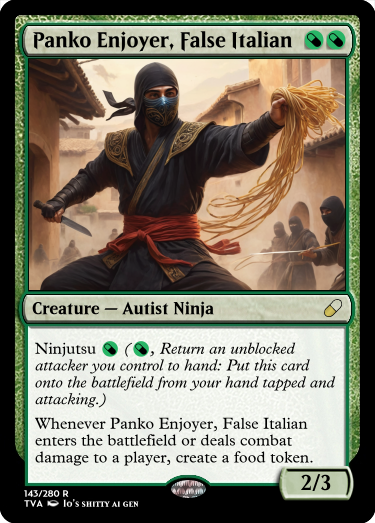 Panko Enjoyer, False Italian
Creature — Autist Ninja
Ninjutsu (, Return an unblocked
attacker you control to hand: Put this card
onto the battlefield from your hand tapped and
attacking.)
Whenever Panko Enjoyer, False Italian
enters the battlefield or deals combat
damage to a player, create a food token.
2/3
143/280 R
TVA Io's shitty ai gen